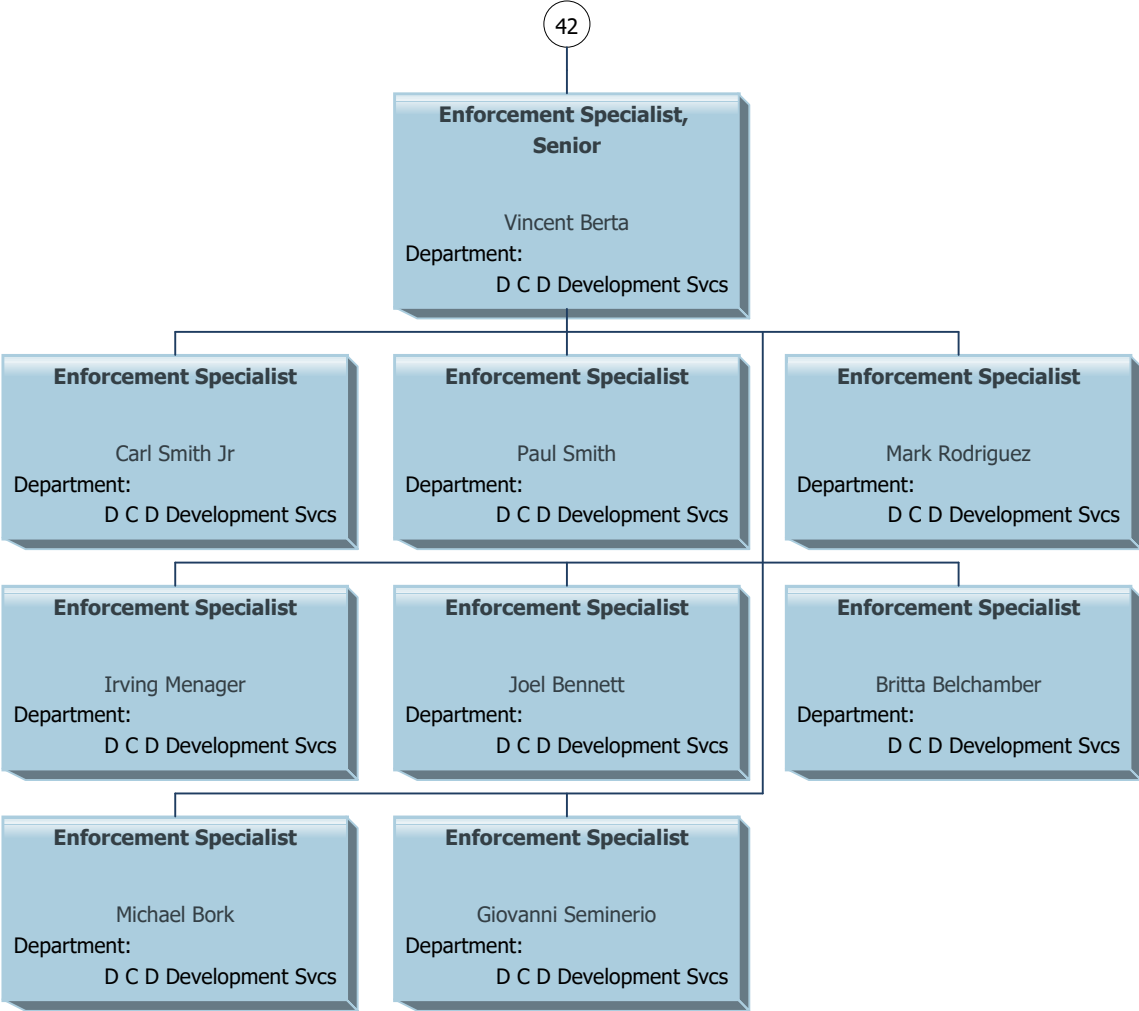 42
Enforcement Specialist,
Senior
Vincent Berta
Department:
D C D Development Svcs
Enforcement Specialist
Carl Smith Jr
Department:
D C D Development Svcs
Enforcement Specialist
Paul Smith
Department:
D C D Development Svcs
Enforcement Specialist
Mark Rodriguez
Department:
D C D Development Svcs
Enforcement Specialist
Irving Menager
Department:
D C D Development Svcs
Enforcement Specialist
Joel Bennett
Department:
D C D Development Svcs
Enforcement Specialist
Britta Belchamber
Department:
D C D Development Svcs
Enforcement Specialist
Michael Bork
Department:
D C D Development Svcs
Enforcement Specialist
Giovanni Seminerio
Department:
D C D Development Svcs